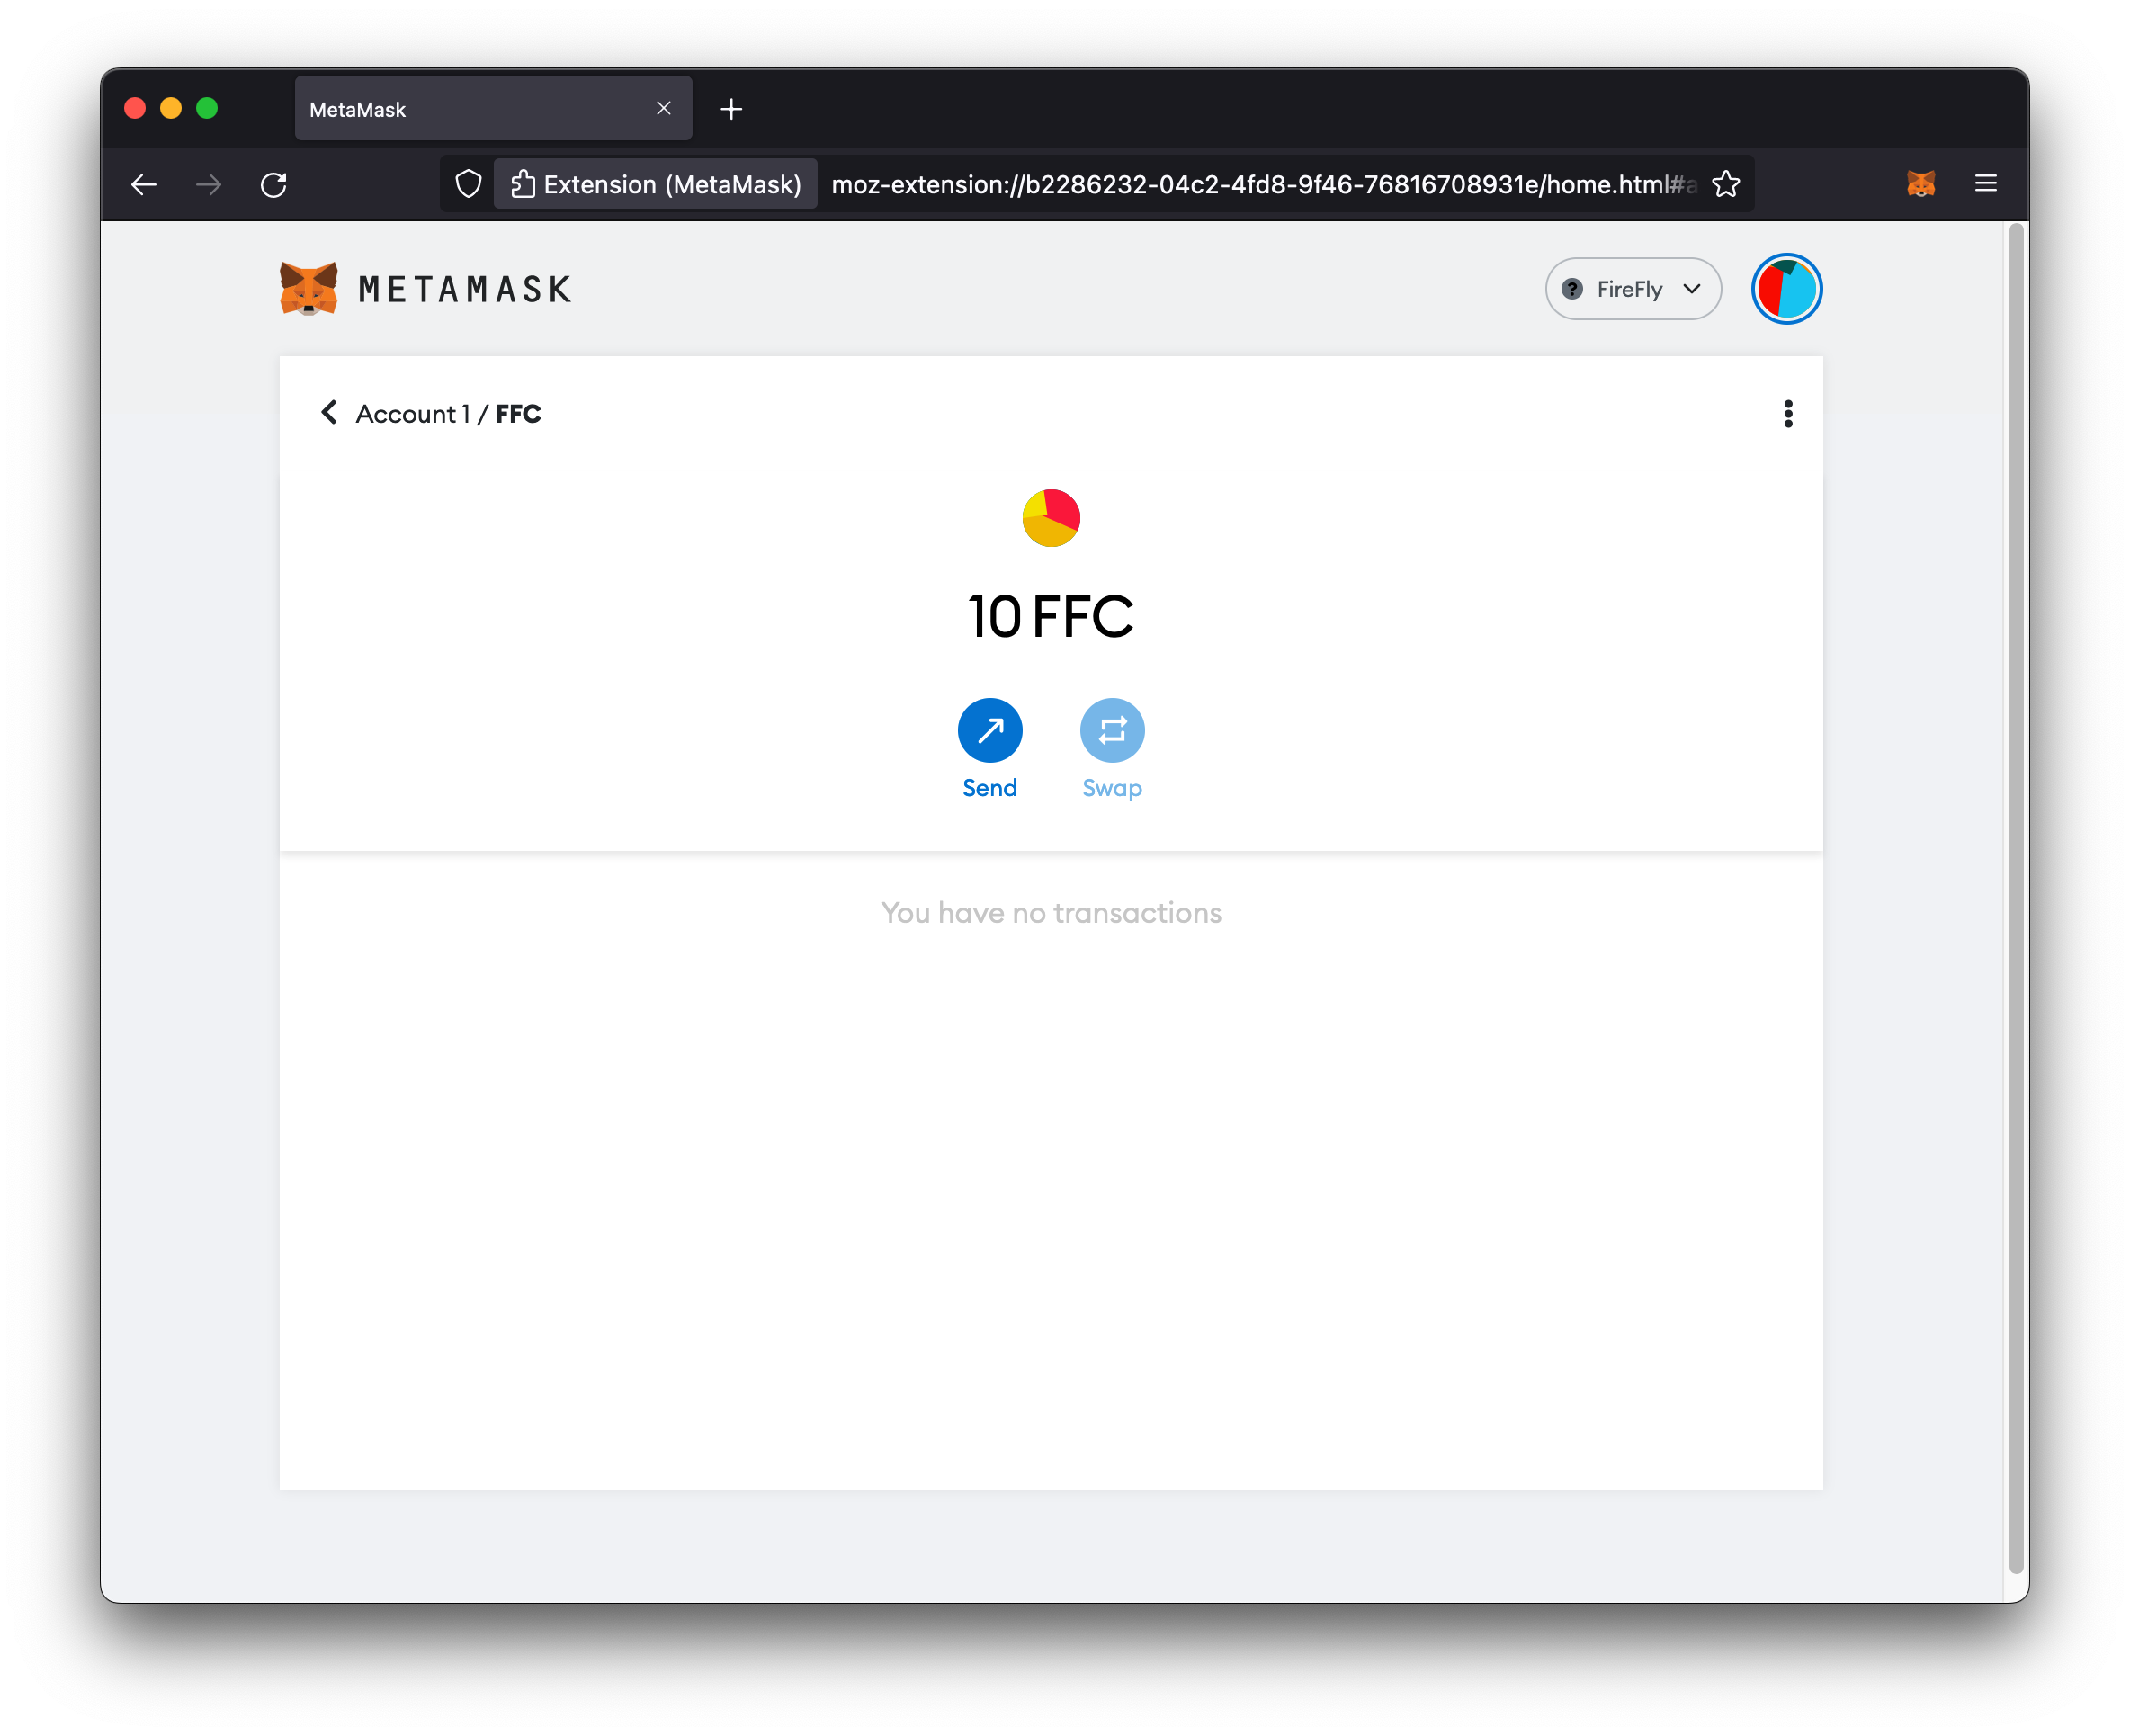 MetaMask
Extension (MetaMask) moz-extension://b2286232-04c2-4fd8-9f46-76816708931e/home.html#a
METAMASK
? FireFly
Account 1 / FFC
10 FFC
Send Swap
You have no transactions